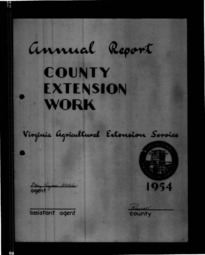 Annual Report
COUNTY
EXTENSION
WORK
Virginia Agricultural Extension Service
agent
1954
assistant agent
county